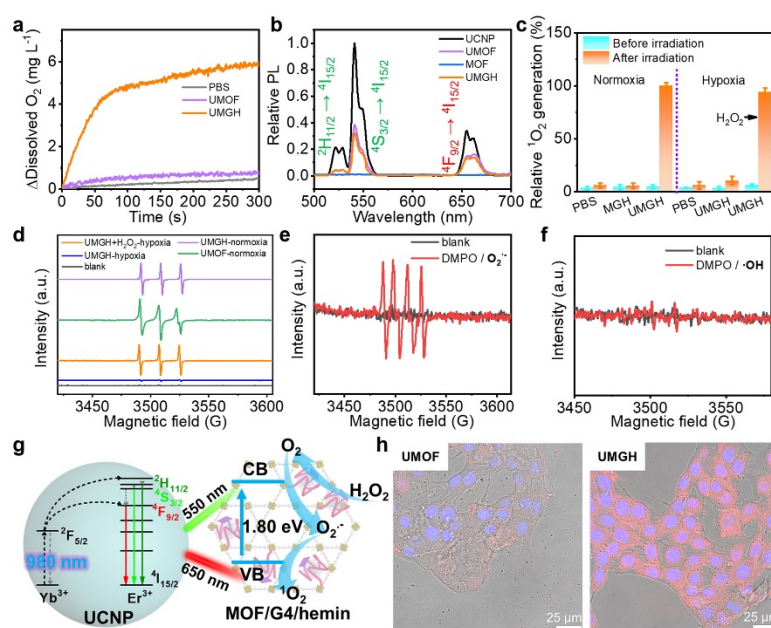 a
ΔDissolved O₂ (mg L⁻¹)
6
4
2
0
0 100 200 300
Time (s)
PBS
UMOF
UMGH
b
Relative PL
1.0
0.8
0.6
0.4
0.2
0.0
500 550 600 650 700
Wavelength (nm)
UCNP
UMOF
MOF
UMGH
²H₁₁/₂ → ⁴I₁₅/₂
⁴S₃/₂ → ⁴I₁₅/₂
⁴F₉/₂ → ⁴I₁₅/₂
c
Relative ¹O₂ generation (%)
150
100
50
0
Before irradiation
After irradiation
Normoxia
Hypoxia
H₂O₂
PBS MGH UMGH PBS UMGH UMGH
d
UMGH+H₂O₂-hypoxia
UMGH-hypoxia
blank
UMGH-normoxia
UMOF-normoxia
Intensity (a.u.)
3450 3500 3550 3600
Magnetic field (G)
e
blank
DMPO / O₂˙⁻
Intensity (a.u.)
3450 3500 3550 3600
Magnetic field (G)
f
blank
DMPO / ·OH
Intensity (a.u.)
3450 3500 3550
Magnetic field (G)
g
²H₁₁/₂
⁴S₃/₂
⁴F₉/₂
²F₅/₂
980 nm
⁴I₁₅/₂
Yb³⁺
Er³⁺
UCNP
550 nm
650 nm
CB
1.80 eV
VB
O₂
H₂O₂
O₂˙⁻
¹O₂
MOF/G4/hemin
h
UMOF
25 μm
UMGH
25 μm